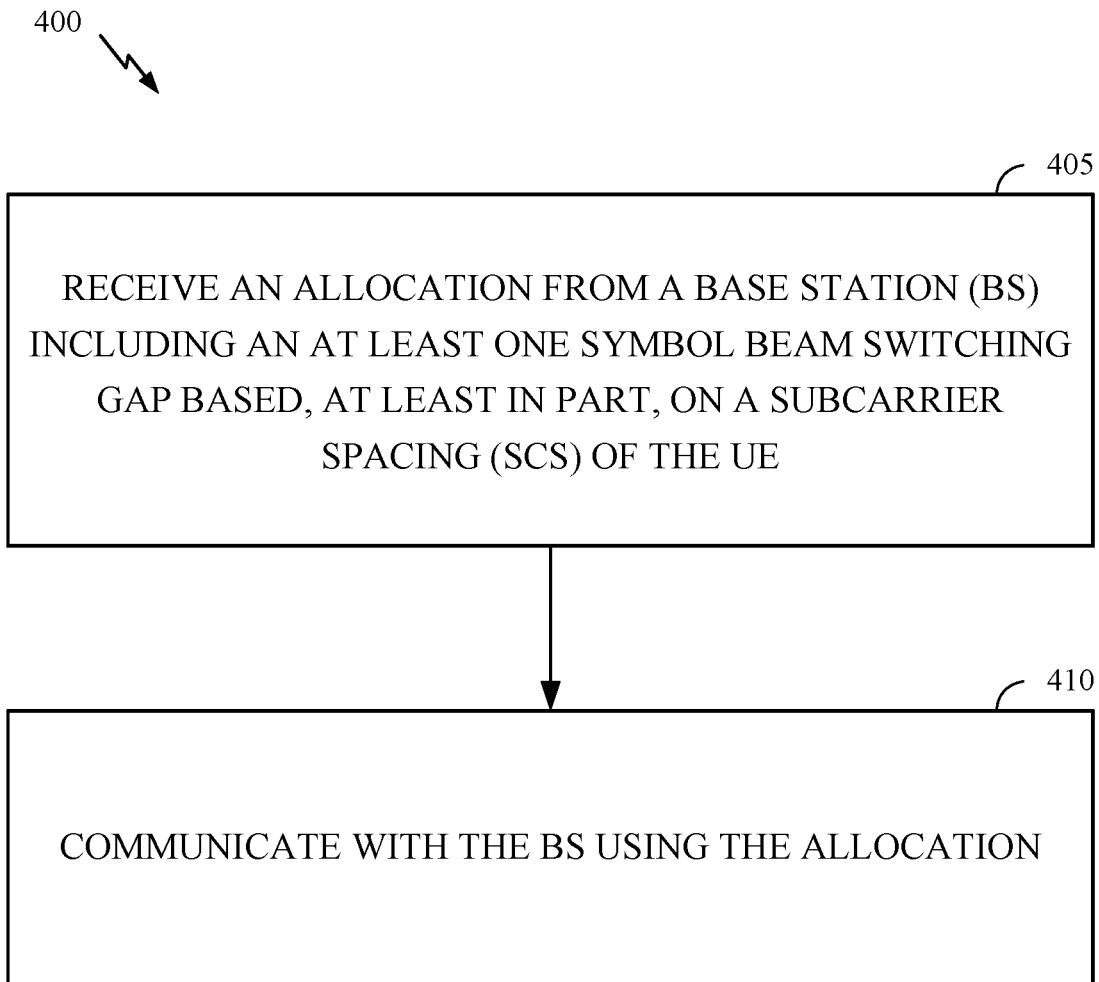 400
405
RECEIVE AN ALLOCATION FROM A BASE STATION (BS)
INCLUDING AN AT LEAST ONE SYMBOL BEAM SWITCHING
GAP BASED, AT LEAST IN PART, ON A SUBCARRIER
SPACING (SCS) OF THE UE
410
COMMUNICATE WITH THE BS USING THE ALLOCATION